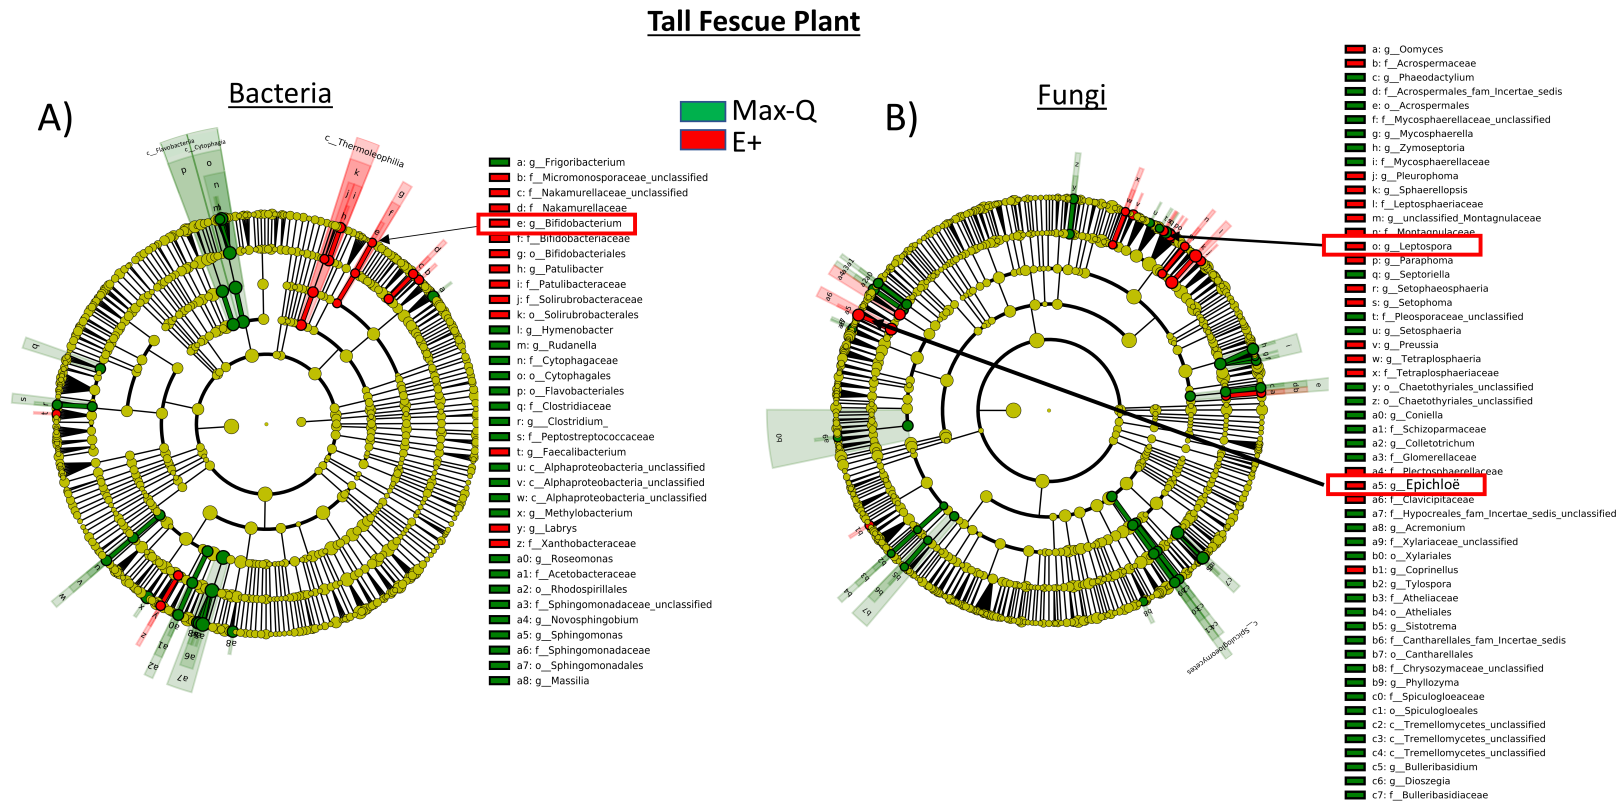 Tall Fescue Plant
Bacteria
A)
Max-Q
E+
Fungi
B)
c__Flavobacteriia
c__Cytophagia
c__Thermoleophilia
a: g__Frigoribacterium
b: f__Micromonosporaceae_unclassified
c: f__Nakamurellaceae_unclassified
d: f__Nakamurellaceae
e: g__Bifidobacterium
f: f__Bifidobacteriaceae
g: o__Bifidobacteriales
h: g__Patulibacter
i: f__Patulibacteraceae
j: f__Solirubrobacteraceae
k: o__Solirubrobacterales
l: g__Hymenobacter
m: g__Rudanella
n: f__Cytophagaceae
o: o__Cytophagales
p: o__Flavobacteriales
q: f__Clostridiaceae
r: g___Clostridium_
s: f__Peptostreptococcaceae
t: g__Faecalibacterium
u: c__Alphaproteobacteria_unclassified
v: c__Alphaproteobacteria_unclassified
w: c__Alphaproteobacteria_unclassified
x: g__Methylobacterium
y: g__Labrys
z: f__Xanthobacteraceae
a0: g__Roseomonas
a1: f__Acetobacteraceae
a2: o__Rhodospirillales
a3: f__Sphingomonadaceae_unclassified
a4: g__Novosphingobium
a5: g__Sphingomonas
a6: f__Sphingomonadaceae
a7: o__Sphingomonadales
a8: g__Massilia
c__Spiculogloeomycetes
a: g__Oomyces
b: f__Acrospermaceae
c: g__Phaeodactylium
d: f__Acrospermales_fam_Incertae_sedis
e: o__Acrospermales
f: f__Mycosphaerellaceae_unclassified
g: g__Mycosphaerella
h: g__Zymoseptoria
i: f__Mycosphaerellaceae
j: g__Pleurophoma
k: g__Sphaerellopsis
l: f__Leptosphaeriaceae
m: g__unclassified_Montagnulaceae
n: f__Montagnulaceae
o: g__Leptospora
p: g__Paraphoma
q: g__Septoriella
r: g__Setophaeosphaeria
s: g__Setophoma
t: f__Pleosporaceae_unclassified
u: g__Setosphaeria
v: g__Preussia
w: g__Tetraplosphaeria
x: f__Tetraplosphaeriaceae
y: o__Chaetothyriales_unclassified
z: o__Chaetothyriales_unclassified
a0: g__Coniella
a1: f__Schizoparmaceae
a2: g__Colletotrichum
a3: f__Glomerellaceae
a4: f__Plectosphaerellaceae
a5: g__Epichloë
a6: f__Clavicipitaceae
a7: f__Hypocreales_fam_Incertae_sedis_unclassified
a8: g__Acremonium
a9: f__Xylariaceae_unclassified
b0: o__Xylariales
b1: g__Coprinellus
b2: g__Tylospora
b3: f__Atheliaceae
b4: o__Atheliales
b5: g__Sistotrema
b6: f__Cantharellales_fam_Incertae_sedis
b7: o__Cantharellales
b8: f__Chrysozymaceae_unclassified
b9: g__Phyllozyma
c0: f__Spiculogloeaceae
c1: o__Spiculogloeales
c2: c__Tremellomycetes_unclassified
c3: c__Tremellomycetes_unclassified
c4: c__Tremellomycetes_unclassified
c5: g__Bulleribasidium
c6: g__Dioszegia
c7: f__Bulleribasidiaceae